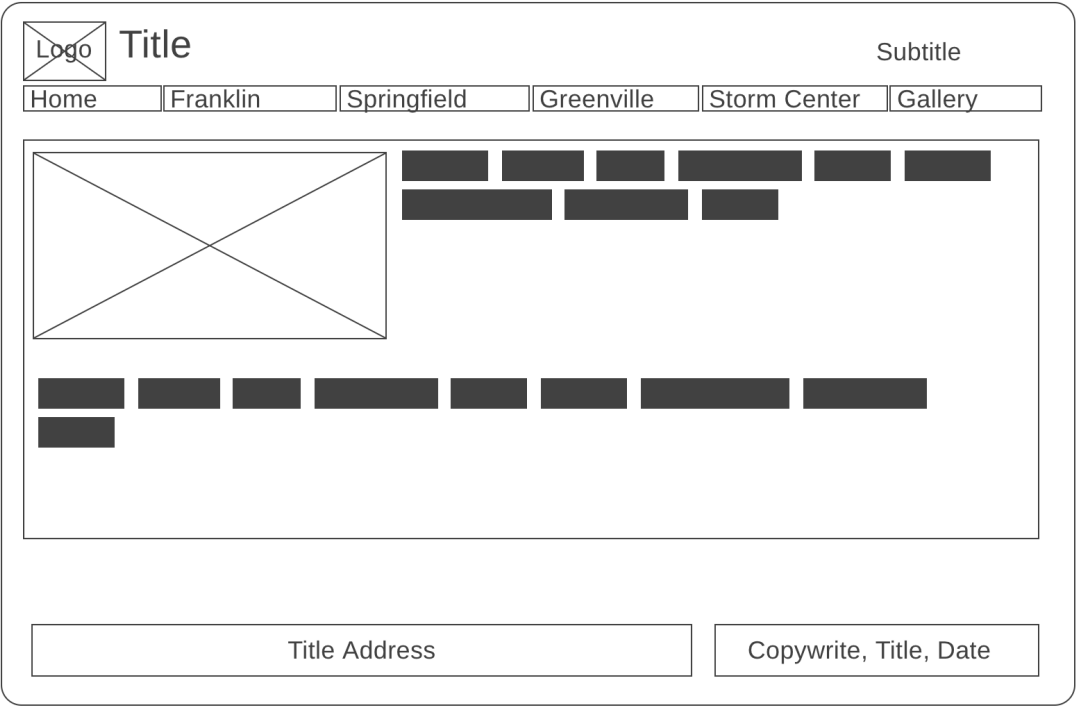 Logo
Title
Subtitle
Home Franklin Springfield Greenville Storm Center Gallery
Title Address
Copywrite, Title, Date